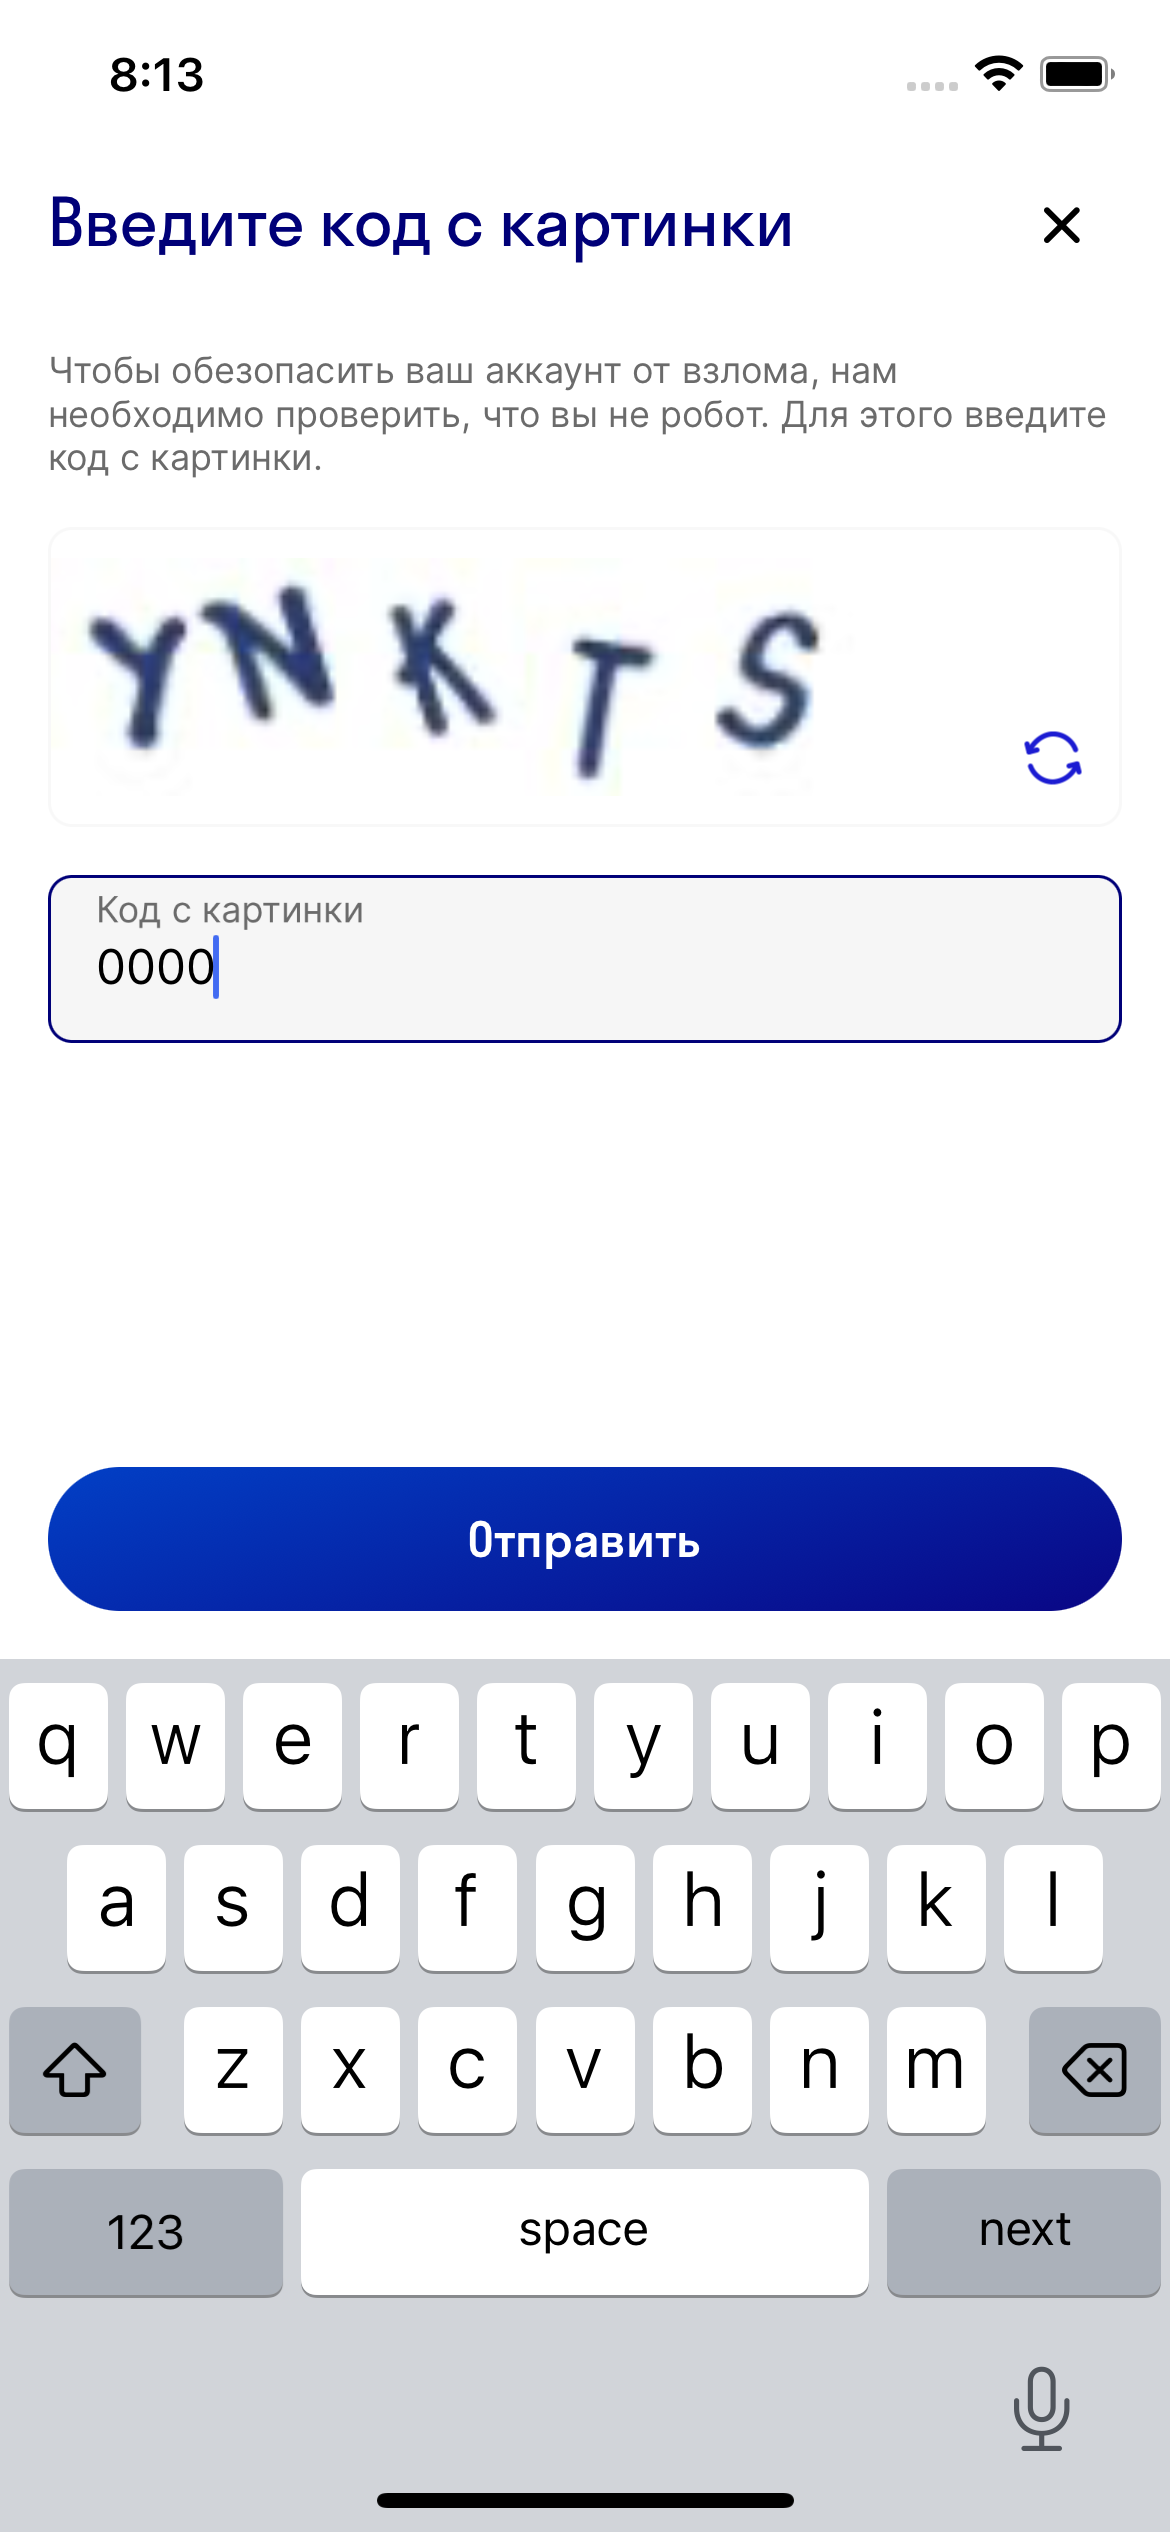 8:13
Введите код с картинки
Чтобы обезопасить ваш аккаунт от взлома, нам
необходимо проверить, что вы не робот. Для этого введите
код с картинки.
YNKTS
Код с картинки
0000
Отправить
q w e r t y u i o p
a s d f g h j k l
z x c v b n m
123 space next